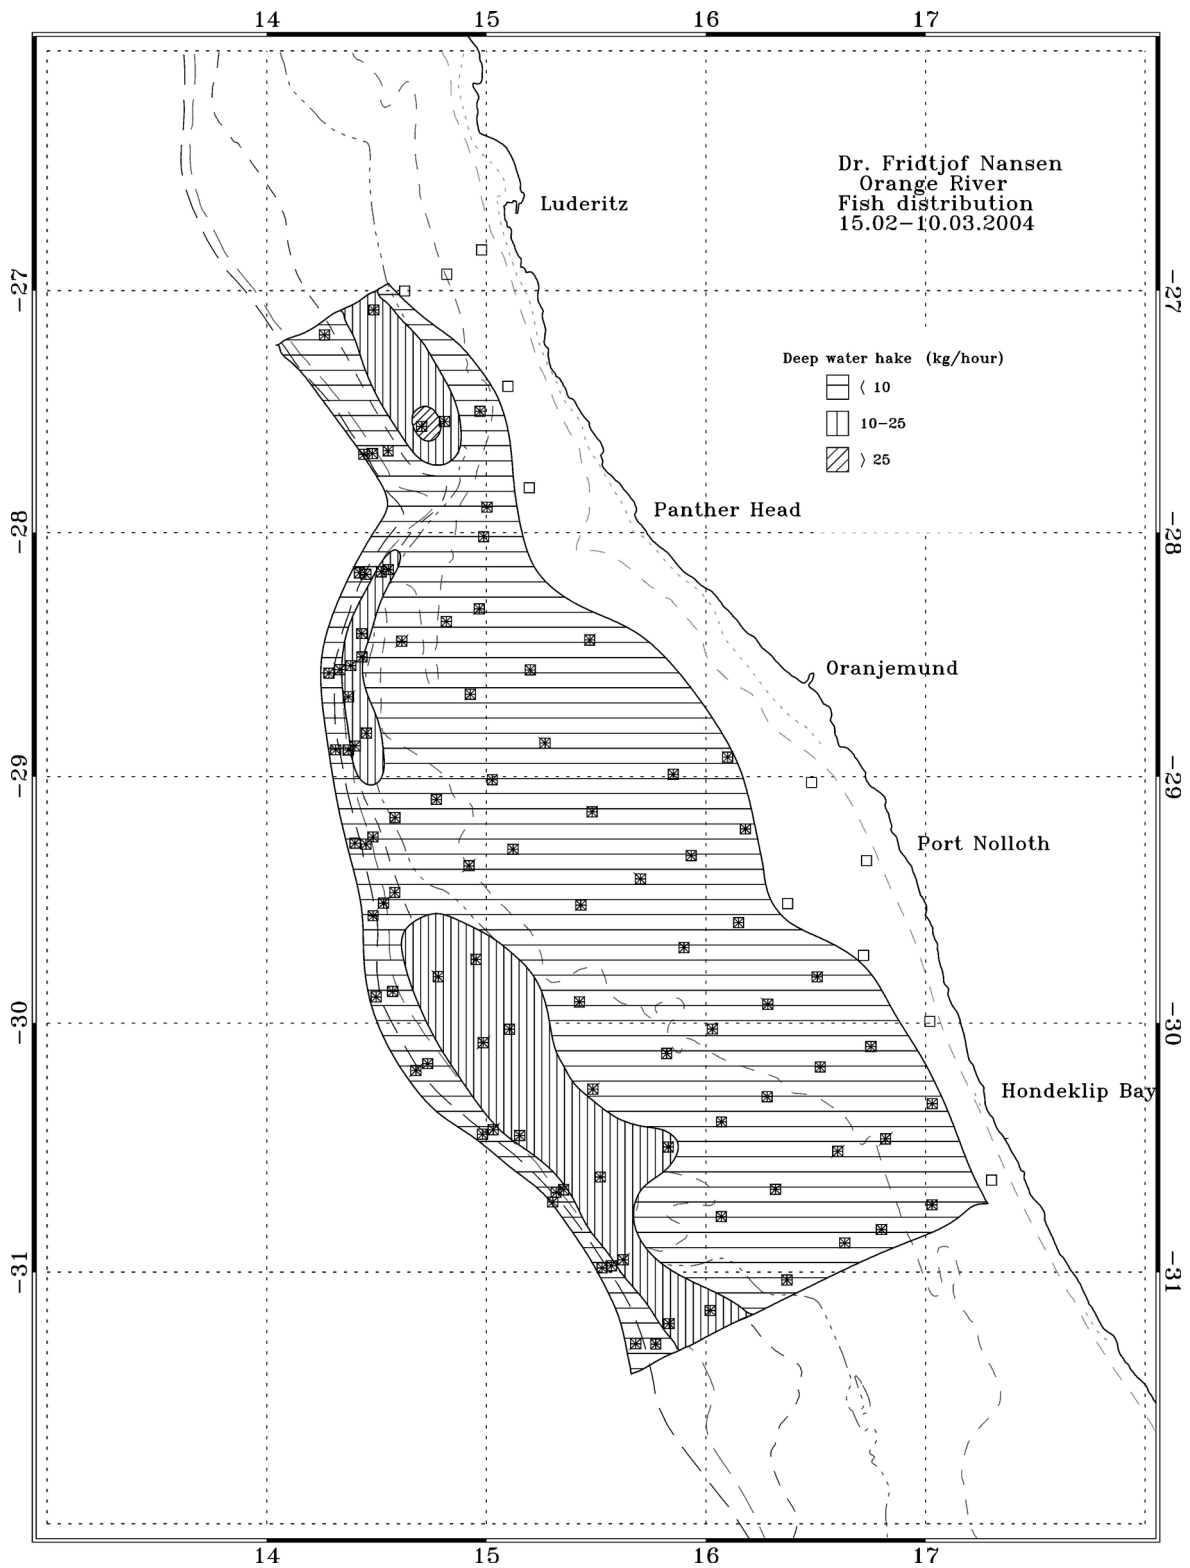 14 15 16 17
Dr. Fridtjof Nansen
Orange River
Fish distribution
15.02-10.03.2004
Luderitz
-27 -27
Deep water hake (kg/hour)
⟨ 10
10-25
⟩ 25
Panther Head
-28 -28
Oranjemund
-29 -29
Port Nolloth
-30 -30
Hondeklip Bay
-31 -31
14 15 16 17